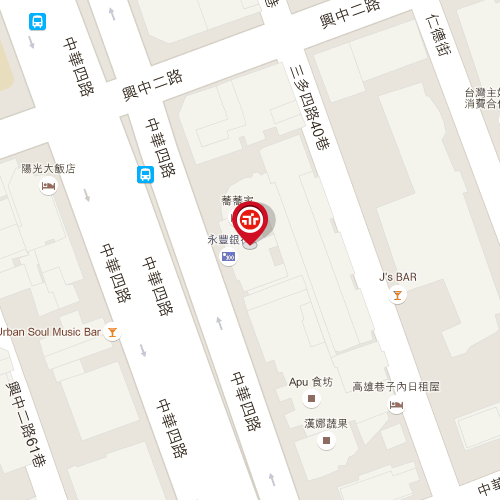 興中二路
仁德街
中華四路
興中二路
三多四路40巷
台灣主
消費合
中華四路
陽光大飯店
蕎蕎家
永豐銀
中華四路
中華四路
J's BAR
Urban Soul Music Bar
Apu 食坊
高雄巷子內日租屋
中華四路
興中二路61巷
中華四路
漢娜蔬果
中華